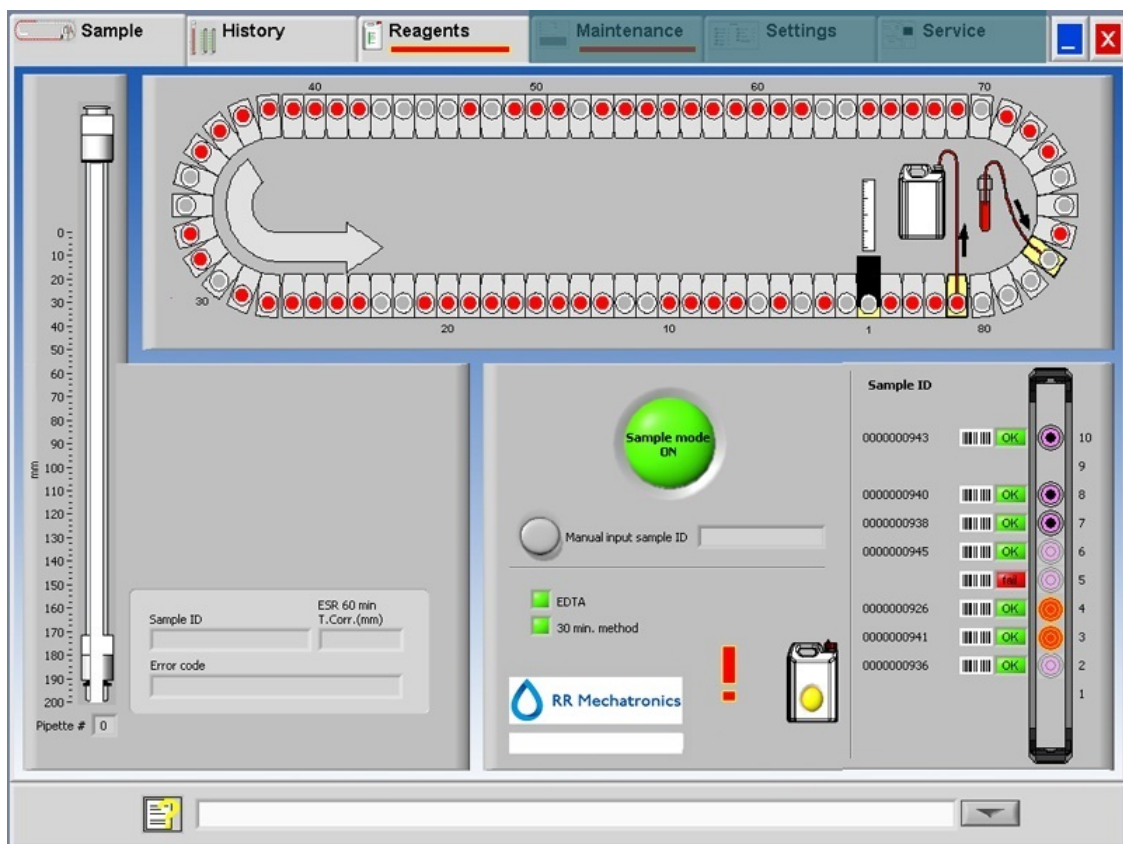 Sample
History
Reagents
Maintenance
Settings
Service
40
50
60
70
30
20
10
1
80
0
10
20
30
40
50
60
70
80
90
mm
100
110
120
130
140
150
160
170
180
190
200
Pipette # 0
Sample ID
ESR 60 min
T.Corr.(mm)
Error code
Sample mode
ON
Manual input sample ID
EDTA
30 min. method
!
RR Mechatronics
Sample ID
0000000943 OK 10
9
0000000940 OK 8
0000000938 OK 7
0000000945 OK 6
fail 5
0000000926 OK 4
0000000941 OK 3
0000000936 OK 2
1